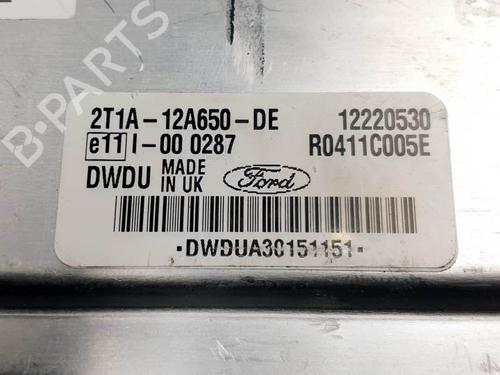 2T1A-12A650-DE 12220530
e11 I-00 0287 R0411C005E
DWDU MADE IN UK Ford
·DWDUA30151151·
B-PARTS